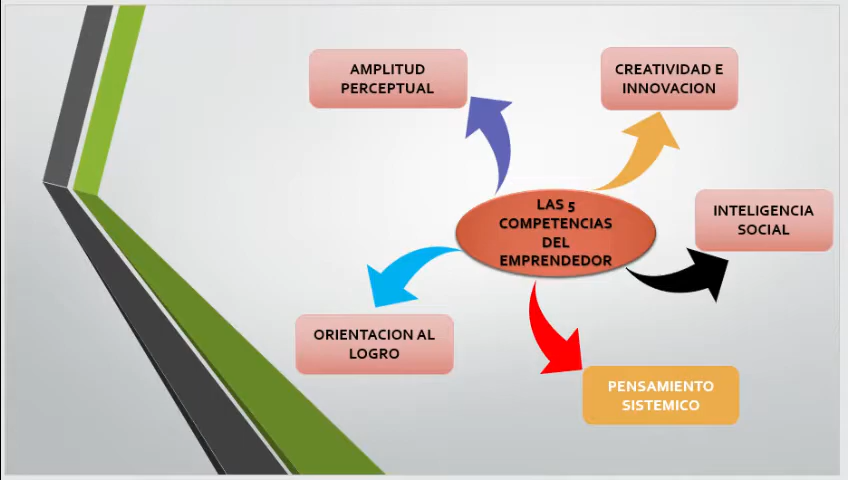 AMPLITUD
PERCEPTUAL
CREATIVIDAD E
INNOVACION
LAS 5
COMPETENCIAS
DEL
EMPRENDEDOR
INTELIGENCIA
SOCIAL
ORIENTACION AL
LOGRO
PENSAMIENTO
SISTEMICO